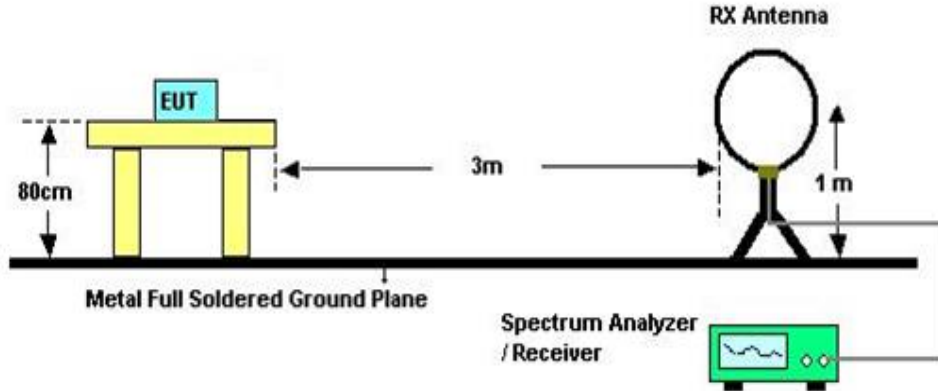 RX Antenna
EUT
80cm
3m
1 m
Metal Full Soldered Ground Plane
Spectrum Analyzer
/ Receiver